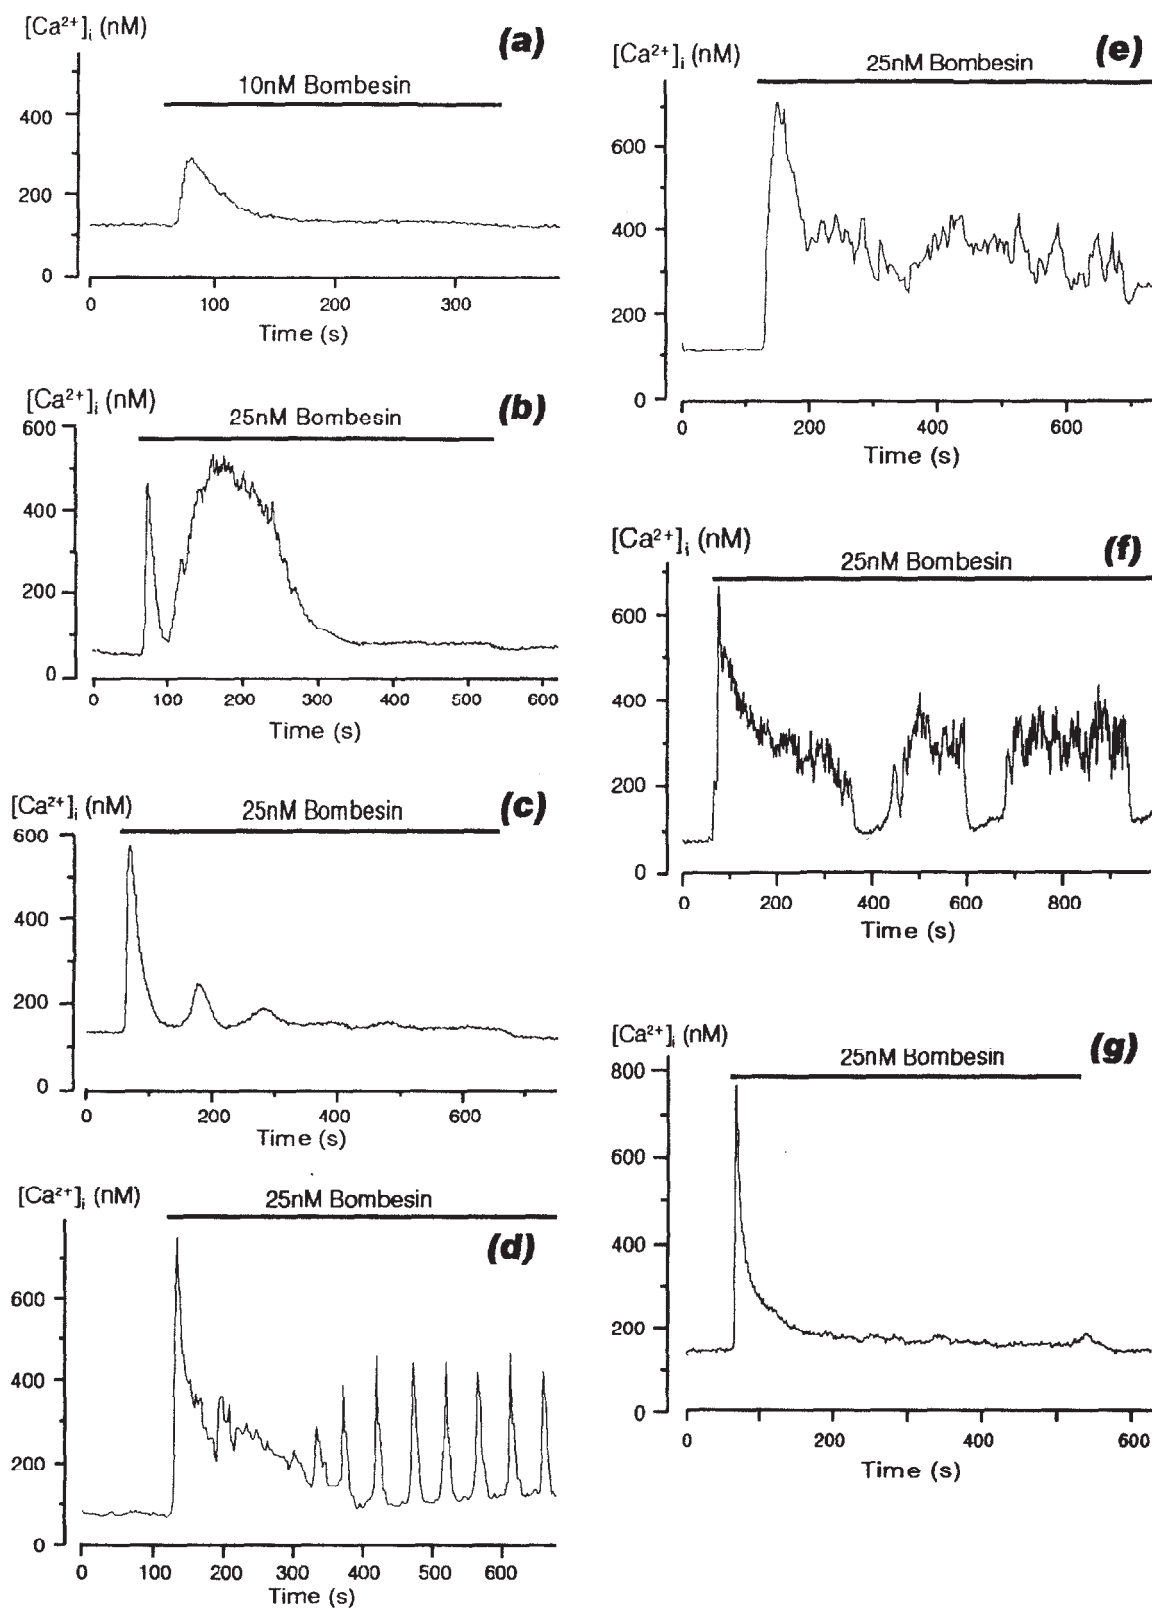 [Ca²⁺]ᵢ (nM)
(a)
10nM Bombesin
400
200
0
0 100 200 300
Time (s)
[Ca²⁺]ᵢ (nM)
(b)
25nM Bombesin
600
400
200
0
0 100 200 300 400 500 600
Time (s)
[Ca²⁺]ᵢ (nM)
(c)
25nM Bombesin
600
400
200
0
0 200 400 600
Time (s)
[Ca²⁺]ᵢ (nM)
25nM Bombesin
(d)
600
400
200
0
0 100 200 300 400 500 600
Time (s)
[Ca²⁺]ᵢ (nM)
(e)
25nM Bombesin
600
400
200
0
0 200 400 600
Time (s)
[Ca²⁺]ᵢ (nM)
(f)
25nM Bombesin
600
400
200
0
0 200 400 600 800
Time (s)
[Ca²⁺]ᵢ (nM)
(g)
25nM Bombesin
800
600
400
200
0
0 200 400 600
Time (s)